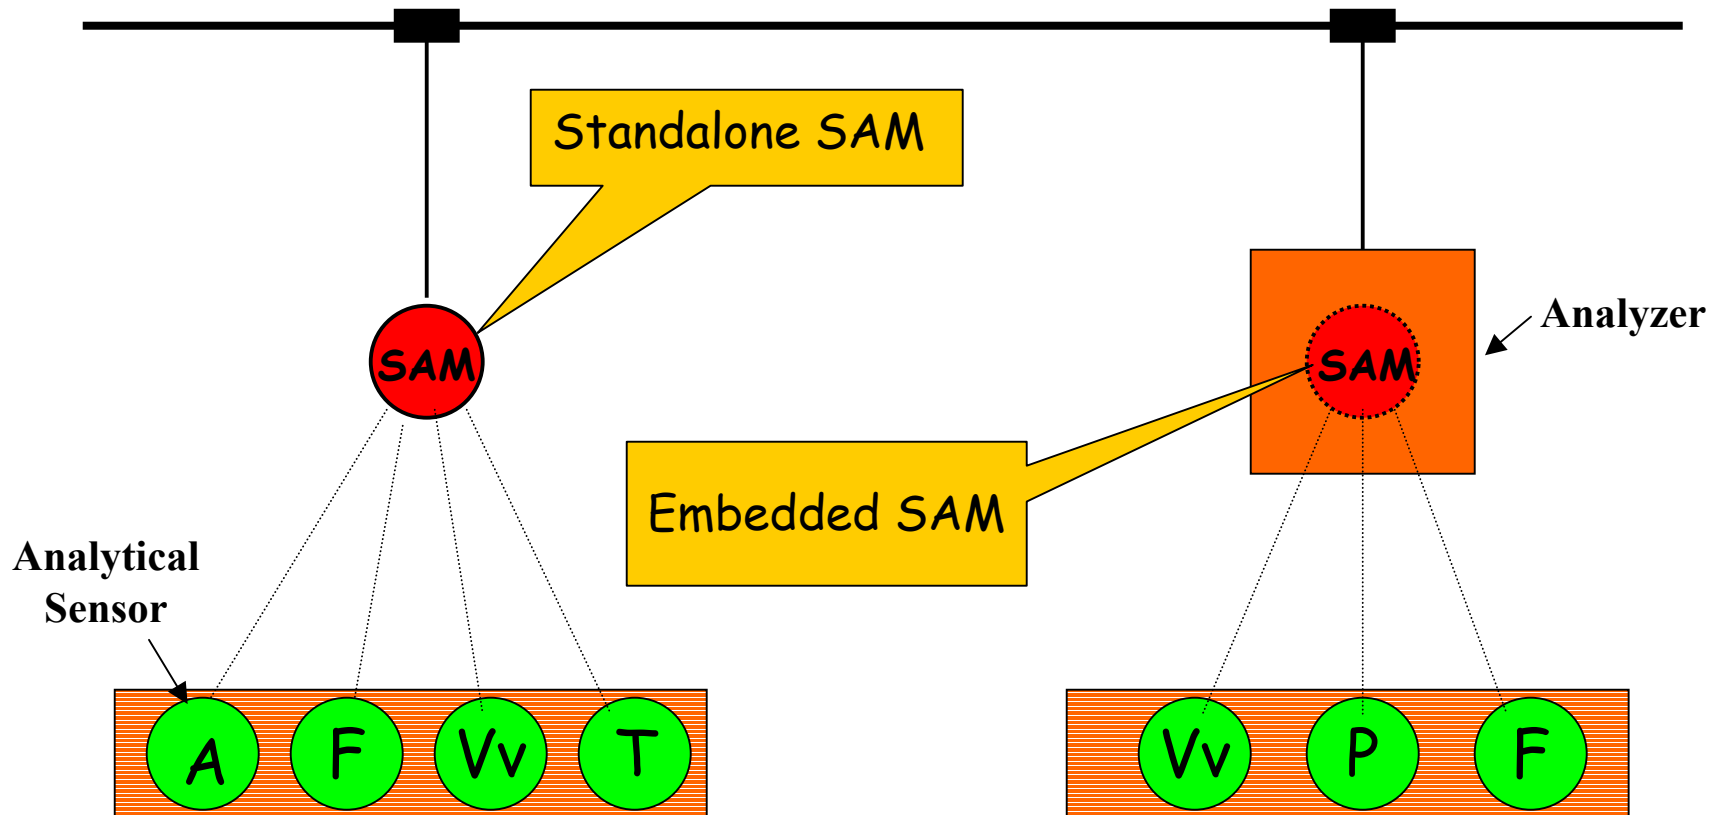 Standalone SAM
SAM
Analyzer
SAM
Embedded SAM
Analytical
Sensor
A F Vv T
Vv P F